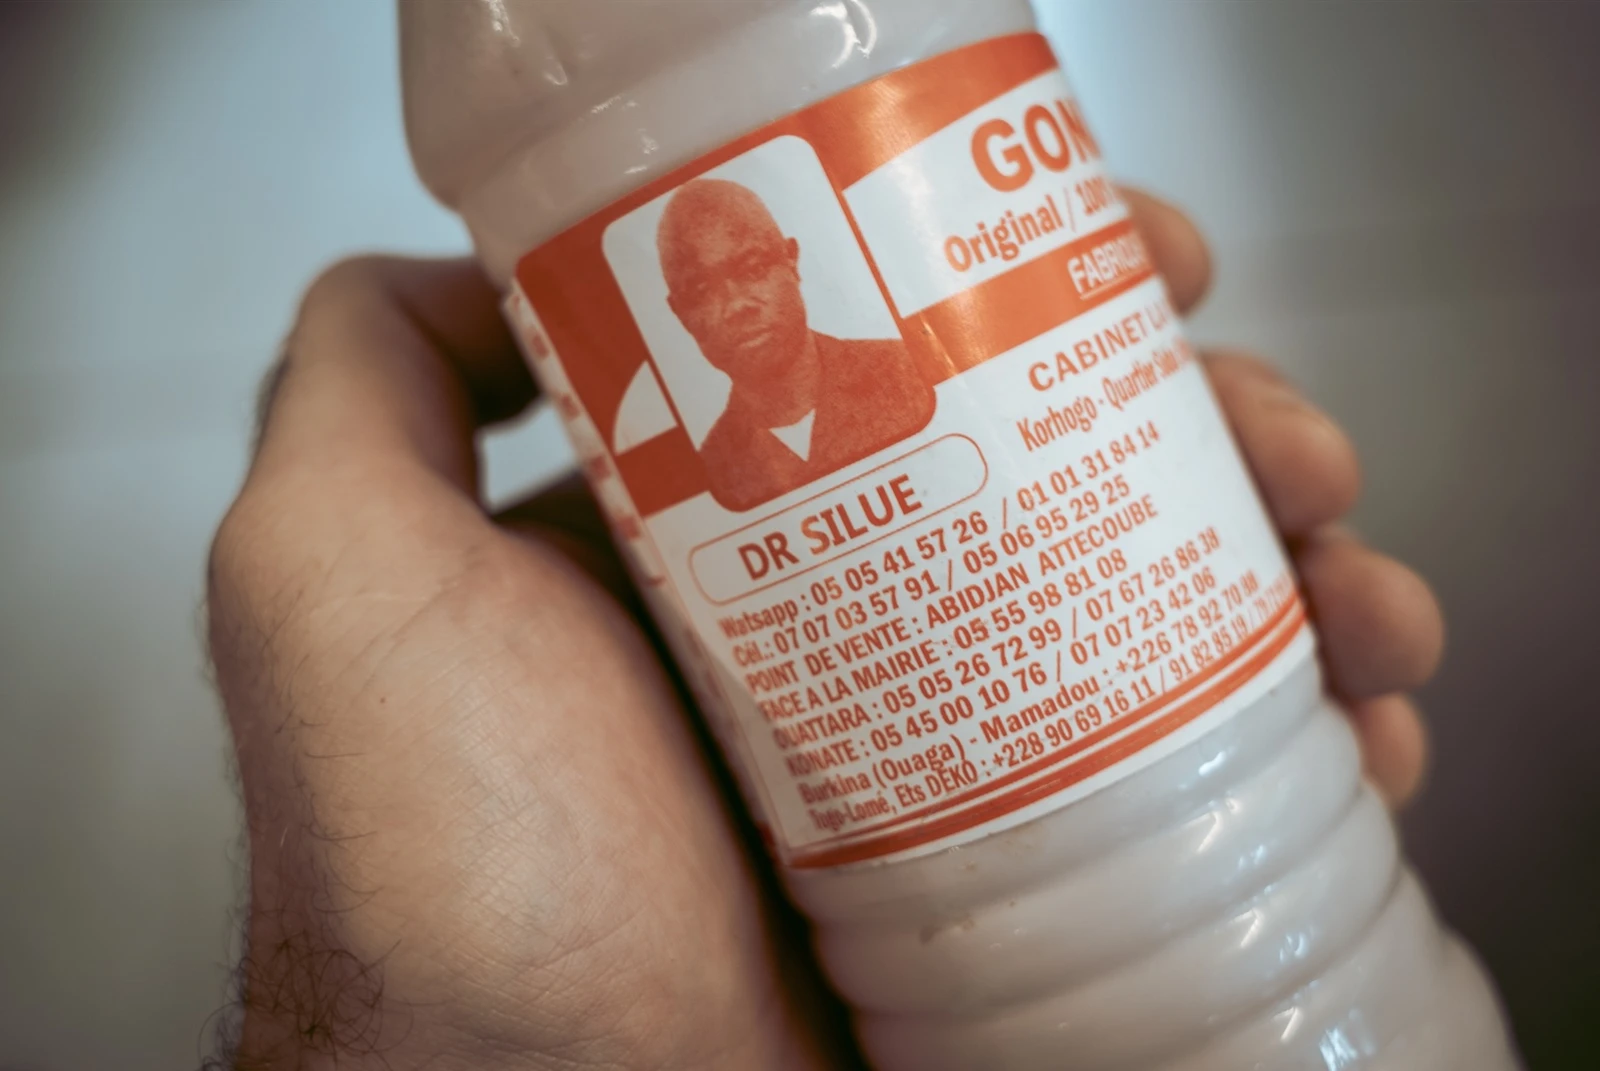 GON
Original / 100%
CABINET
Korhogo - Quartier
DR SILUE
Watsapp : 05 05 41 57 26 / 01 01 31 84 14
Cél.: 07 07 03 57 91 / 05 06 95 29 25
POINT DE VENTE : ABIDJAN ATTECOUBE
FACE A LA MAIRIE : 05 55 98 81 08
OUATTARA : 05 05 26 72 99 / 07 67 26 86 38
KONATE : 05 45 00 10 76 / 07 07 23 42 06
Burkina (Ouaga) - Mamadou : +226 78 92 70 98
Togo-Lomé, Ets DEKO : +228 90 69 16 11 / 91 82 85 19 /